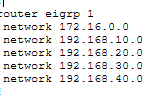 router eigrp 1
network 172.16.0.0
network 192.168.10.0
network 192.168.20.0
network 192.168.30.0
network 192.168.40.0